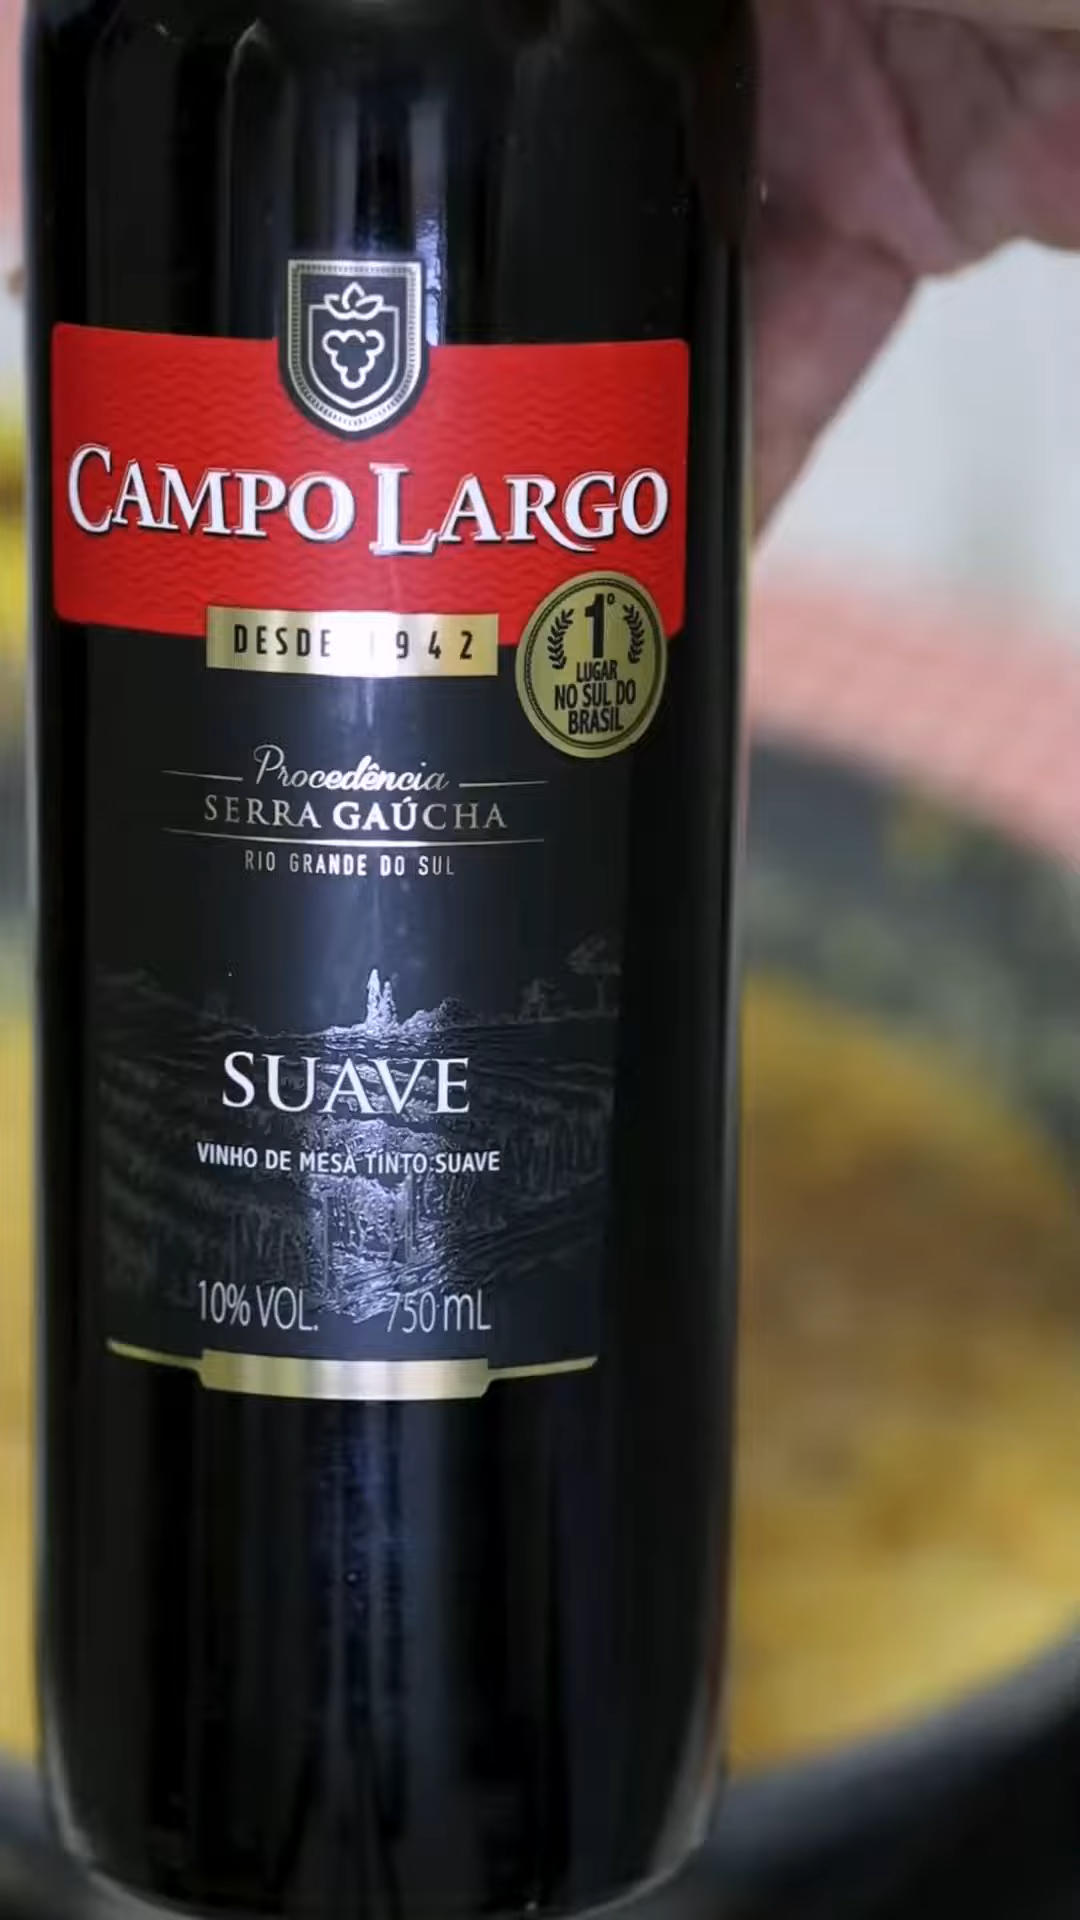 CAMPO LARGO
DESDE 1942
1º
LUGAR
NO SUL DO
BRASIL
Procedência
SERRA GAÚCHA
RIO GRANDE DO SUL
SUAVE
VINHO DE MESA TINTO SUAVE
10% VOL. 750 mL